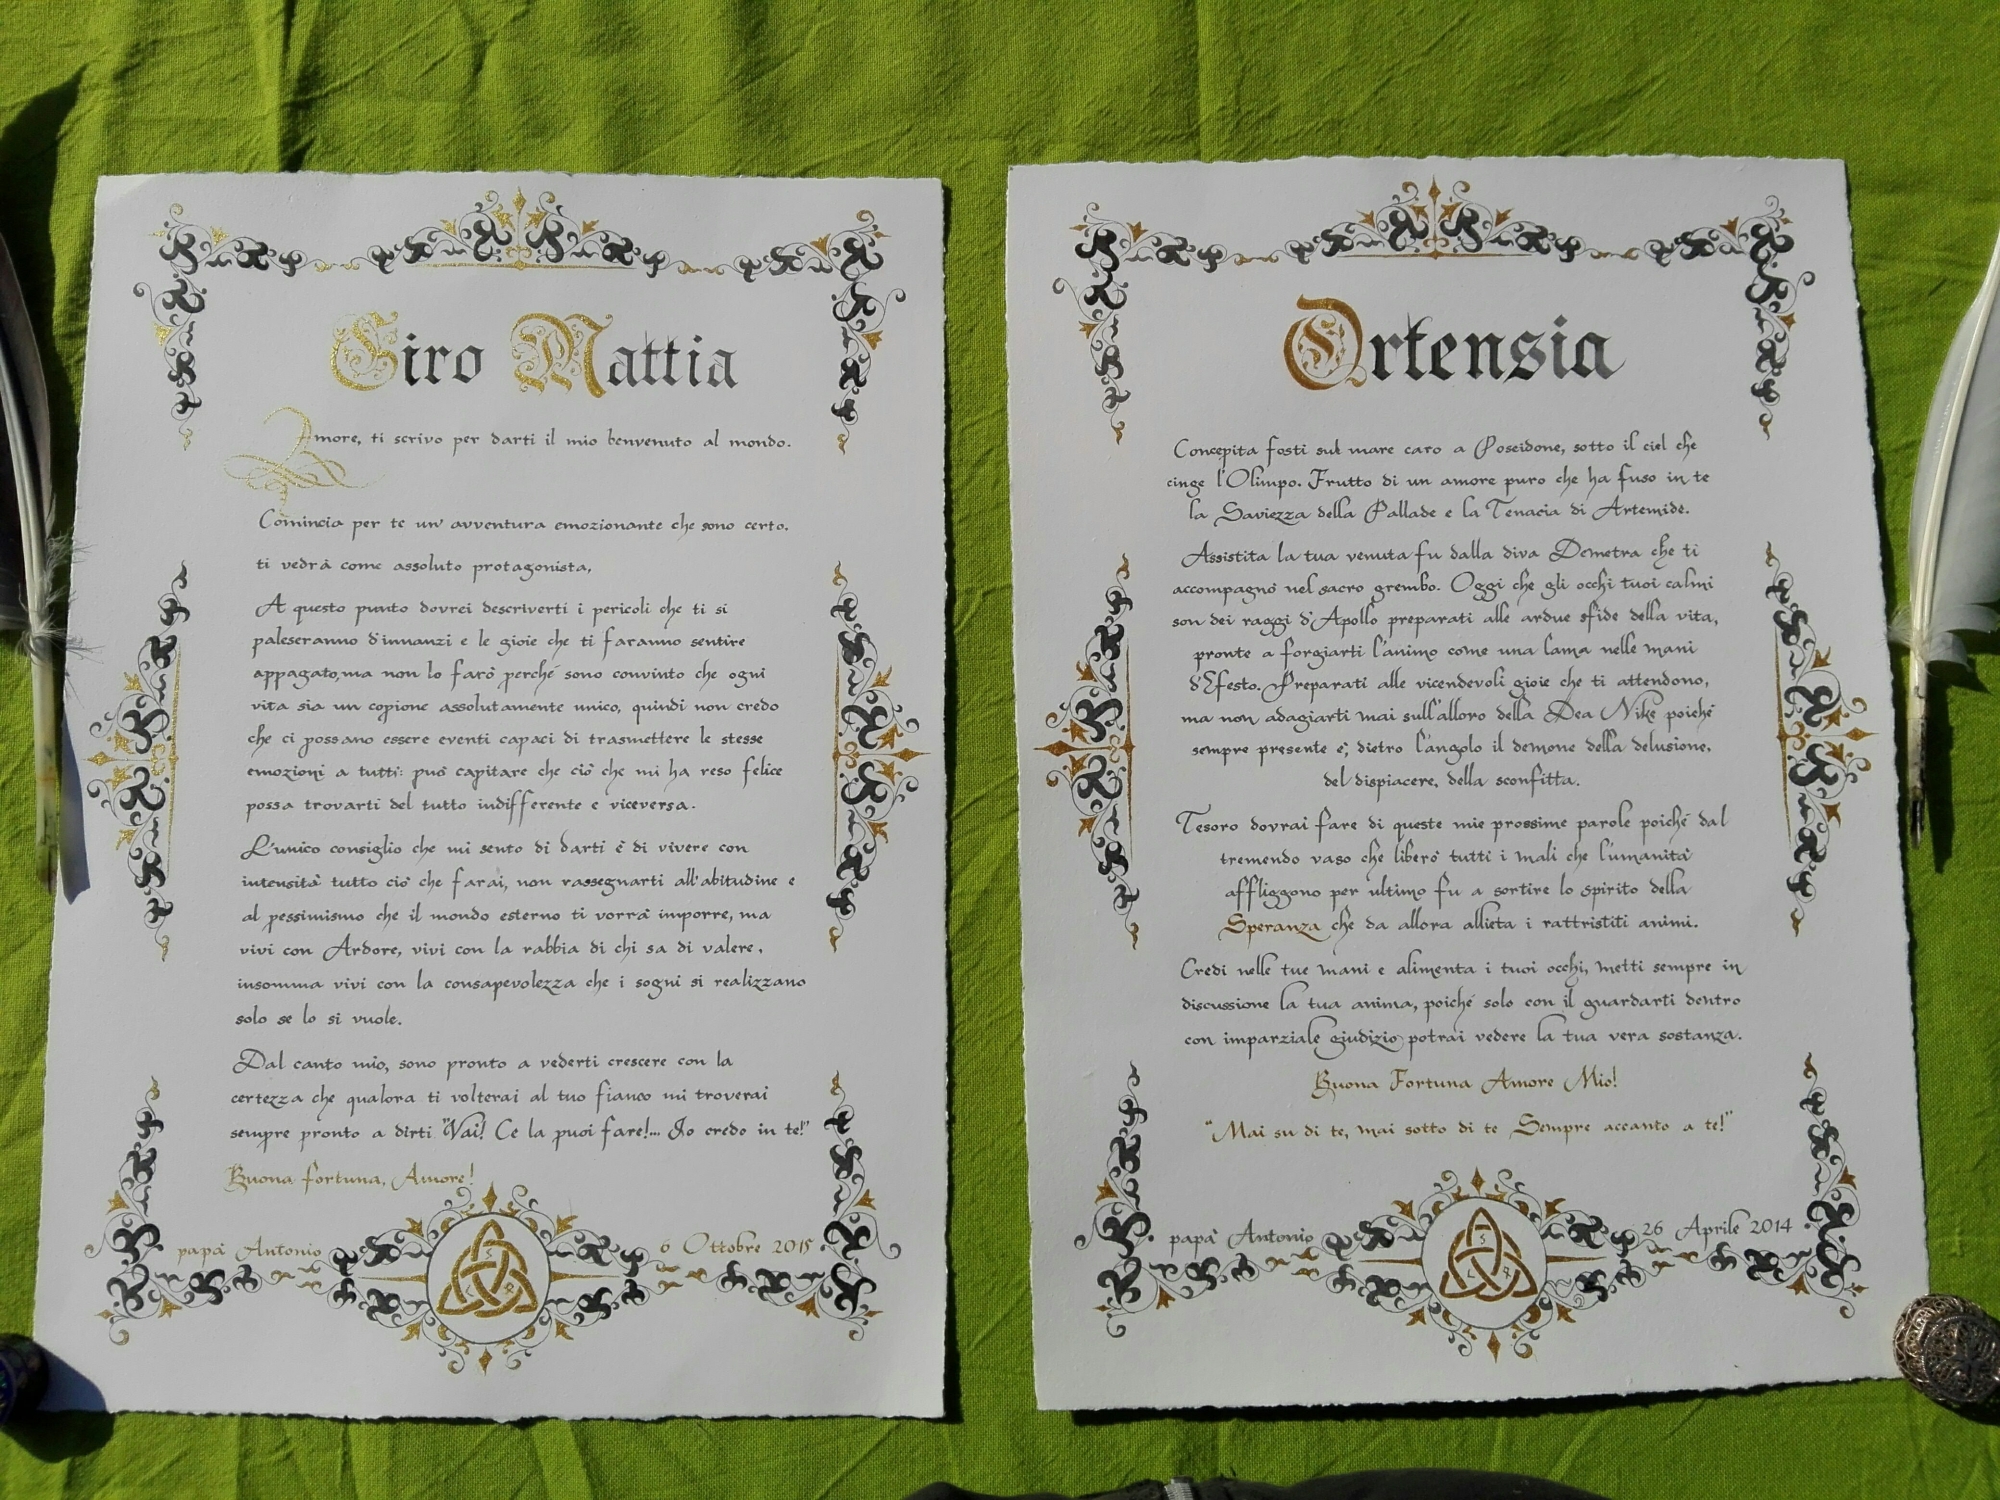 Ciro Mattia
Amore, ti scrivo per darti il mio benvenuto al mondo.
Comincia per te un' avventura emozionante che sono certo,
ti vedrà come assoluto protagonista,
A questo punto dovrei descriverti i pericoli che ti si
paleseranno d'innanzi e le gioie che ti faranno sentire
appagato, ma non lo farò perché sono convinto che ogni
vita sia un copione assolutamente unico, quindi non credo
che ci possano essere eventi capaci di trasmettere le stesse
emozioni a tutti: può capitare che ciò che mi ha reso felice
possa trovarti del tutto indifferente e viceversa.
L'unico consiglio che mi sento di darti è di vivere con
intensità tutto ciò che farai, non rassegnarti all'abitudine e
al pessimismo che il mondo esterno ti vorrà imporre, ma
vivi con Ardore, vivi con la rabbia di chi sa di valere,
insomma vivi con la consapevolezza che i sogni si realizzano
solo se lo si vuole.
Dal canto mio, sono pronto a vederti crescere con la
certezza che qualora ti volterai al tuo fianco mi troverai
sempre pronto a dirti "Vai! Ce la puoi fare!... Io credo in te!"
Buona fortuna, Amore!
papà Antonio
6 Ottobre 2015
Ortensia
Concepita fosti sul mare caro a Poseidone, sotto il ciel che
cinge l'Olimpo. Frutto di un amore puro che ha fuso in te
la Saviezza della Pallade e la Tenacia di Artemide.
Assistita la tua venuta fu dalla diva Demetra che ti
accompagnò nel sacro grembo. Oggi che gli occhi tuoi calmi
son dei raggi d'Apollo preparati alle ardue sfide della vita,
pronte a forgiarti l'animo come una lama nelle mani
d'Efesto. Preparati alle vicendevoli gioie che ti attendono,
ma non adagiarti mai sull'alloro della Dea Nike poiché
sempre presente è, dietro l'angolo il demone della delusione,
del dispiacere, della sconfitta.
Tesoro dovrai fare di queste mie prossime parole poiché dal
tremendo vaso che liberò tutti i mali che l'umanità
affliggono per ultimo fu a sortire lo spirito della
Speranza che da allora allieta i rattristiti animi.
Credi nelle tue mani e alimenta i tuoi occhi, metti sempre in
discussione la tua anima, poiché solo con il guardarti dentro
con imparziale giudizio potrai vedere la tua vera sostanza.
Buona Fortuna Amore Mio!
"Mai su di te, mai sotto di te Sempre accanto a te!"
papà Antonio
26 Aprile 2014